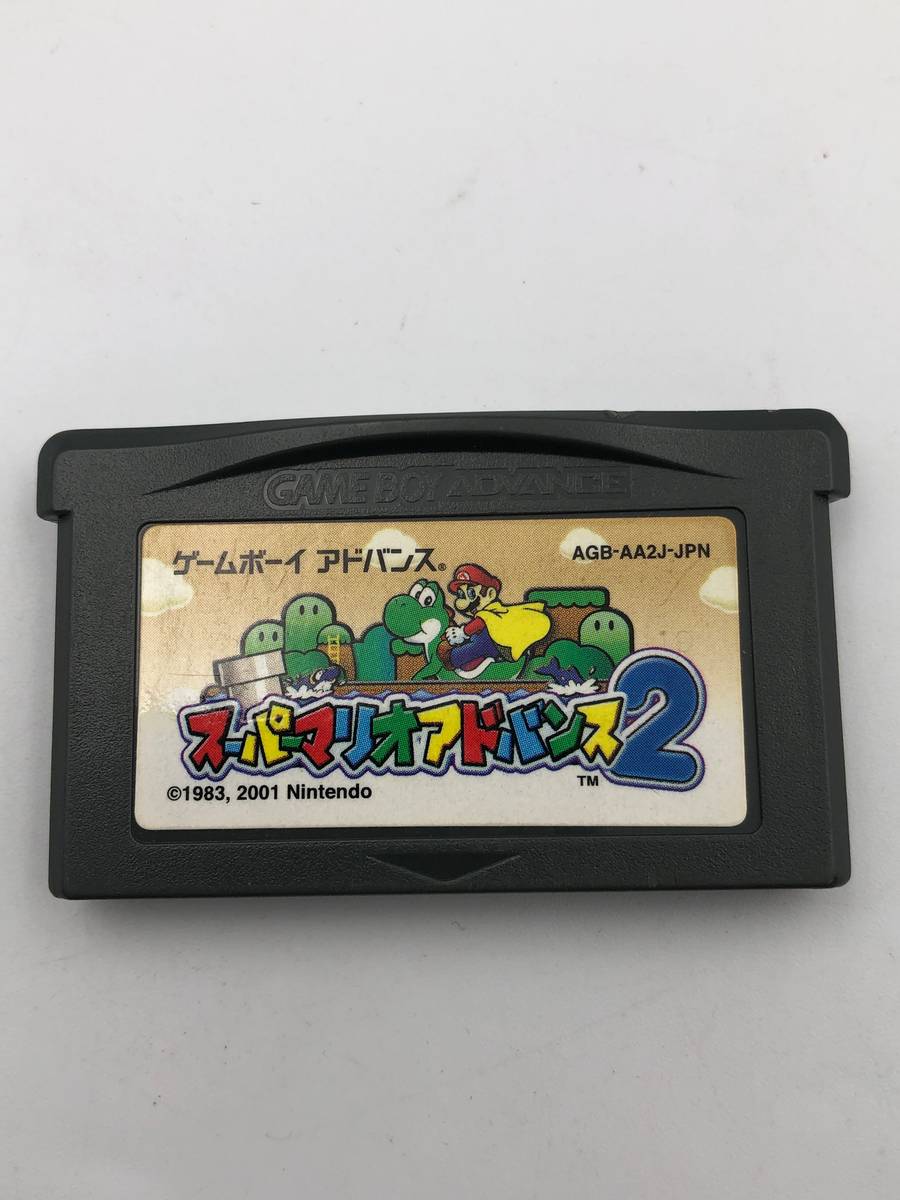 GAME BOY ADVANCE
ゲームボーイ アドバンス®
AGB-AA2J-JPN
スーパーマリオアドバンス2
TM
©1983, 2001 Nintendo